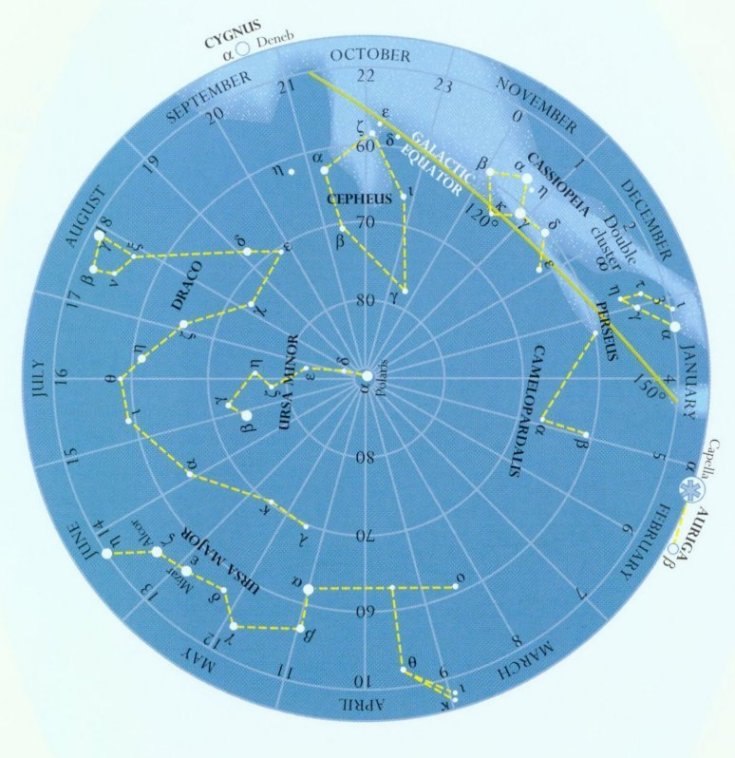 CYGNUS
α Deneb
OCTOBER
22
23
NOVEMBER
0
1
DECEMBER
2
JANUARY
4
150°
5
FEBRUARY
6
7
MARCH
8
9
APRIL
10
11
MAY
12
13
JUNE
14
15
JULY
16
17
AUGUST
18
19
SEPTEMBER
20
21
GALACTIC
EQUATOR
120°
60
70
80
80
70
60
CEPHEUS
ε
ζ
δ
α
η
ι
β
γ
CASSIOPEIA
β
α
η
κ
γ
δ
ε
Double
cluster
PERSEUS
τ
η
γ
ι
α
CAMELOPARDALIS
α
β
Capella
α
AURIGA
β
DRACO
γ
β
ν
ξ
δ
ε
χ
ζ
η
θ
ι
α
κ
λ
URSA MINOR
α
Polaris
δ
ε
ζ
η
γ
β
URSA MAJOR
η
Alcor
ζ
Mizar
ε
δ
γ
β
α
ο
θ
ι
κ